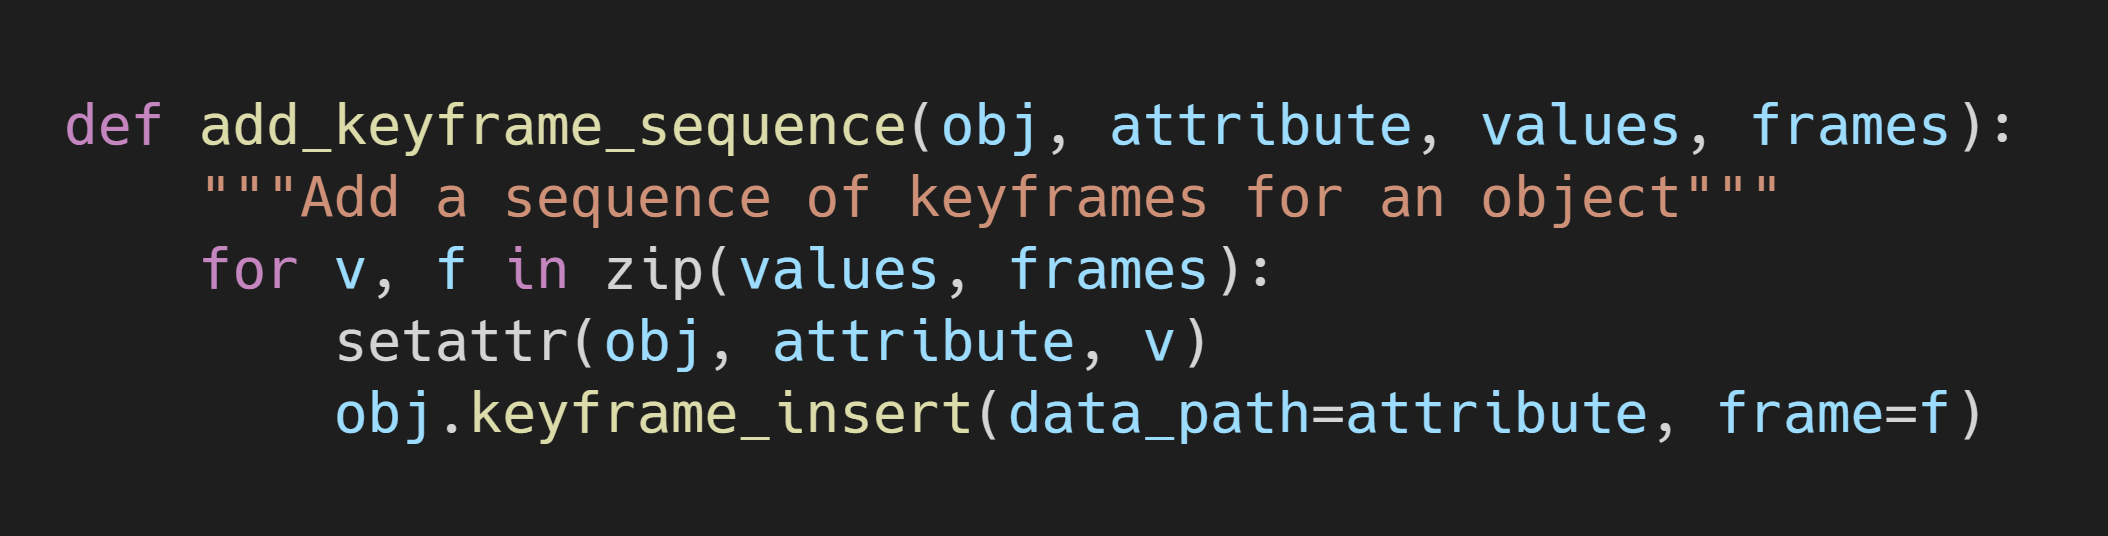 def add_keyframe_sequence(obj, attribute, values, frames):
    """Add a sequence of keyframes for an object"""
    for v, f in zip(values, frames):
        setattr(obj, attribute, v)
        obj.keyframe_insert(data_path=attribute, frame=f)